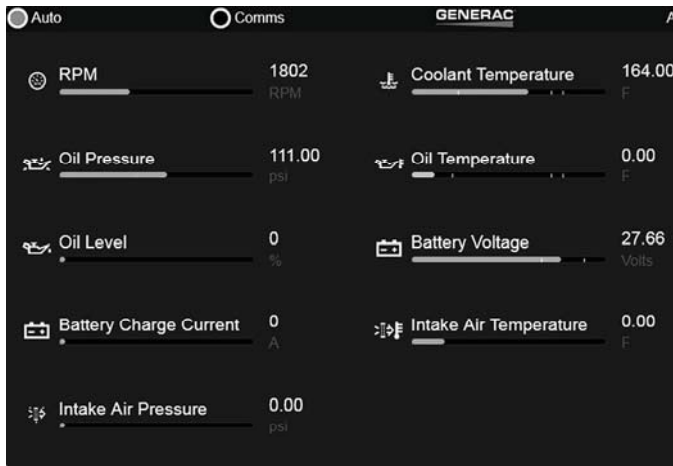 Auto
Comms
GENERAC
A
RPM
1802
RPM
Coolant Temperature
164.00
F
Oil Pressure
111.00
psi
Oil Temperature
0.00
F
Oil Level
0
%
Battery Voltage
27.66
Volts
Battery Charge Current
0
A
Intake Air Temperature
0.00
F
Intake Air Pressure
0.00
psi